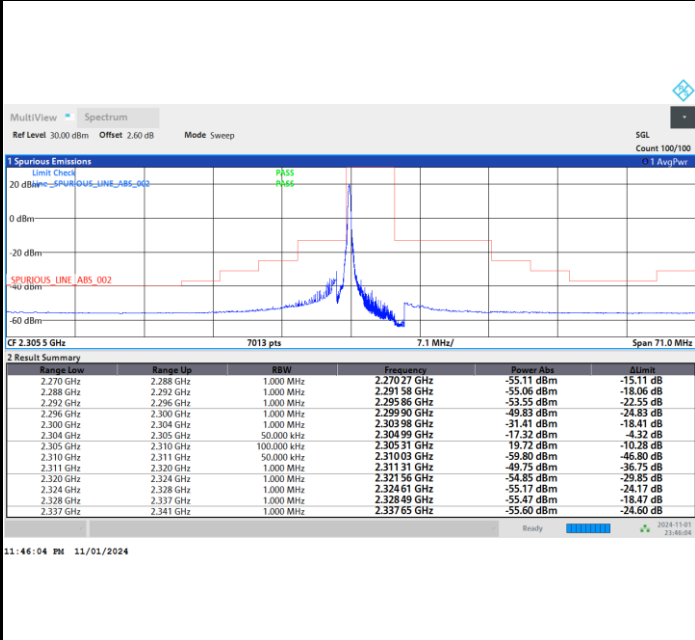 MultiView Spectrum
Ref Level 30.00 dBm Offset 2.60 dB Mode Sweep SGL
Count 100/100
1 Spurious Emissions 1 AvgPwr
Limit Check PASS
Line _SPURIOUS_LINE_ABS_002 PASS
20 dBm
0 dBm
-20 dBm
SPURIOUS_LINE_ABS_002
-40 dBm
-60 dBm
CF 2.305 5 GHz 7013 pts 7.1 MHz/ Span 71.0 MHz
2 Result Summary
Range Low Range Up RBW Frequency Power Abs ΔLimit
2.270 GHz 2.288 GHz 1.000 MHz 2.270 27 GHz -55.11 dBm -15.11 dB
2.288 GHz 2.292 GHz 1.000 MHz 2.291 58 GHz -55.06 dBm -18.06 dB
2.292 GHz 2.296 GHz 1.000 MHz 2.295 86 GHz -53.55 dBm -22.55 dB
2.296 GHz 2.300 GHz 1.000 MHz 2.299 90 GHz -49.83 dBm -24.83 dB
2.300 GHz 2.304 GHz 1.000 MHz 2.303 98 GHz -31.41 dBm -18.41 dB
2.304 GHz 2.305 GHz 50.000 kHz 2.304 99 GHz -17.32 dBm -4.32 dB
2.305 GHz 2.310 GHz 100.000 kHz 2.305 31 GHz 19.72 dBm -10.28 dB
2.310 GHz 2.311 GHz 50.000 kHz 2.310 03 GHz -59.80 dBm -46.80 dB
2.311 GHz 2.320 GHz 1.000 MHz 2.311 31 GHz -49.75 dBm -36.75 dB
2.320 GHz 2.324 GHz 1.000 MHz 2.321 56 GHz -54.85 dBm -29.85 dB
2.324 GHz 2.328 GHz 1.000 MHz 2.324 61 GHz -55.17 dBm -24.17 dB
2.328 GHz 2.337 GHz 1.000 MHz 2.328 49 GHz -55.47 dBm -18.47 dB
2.337 GHz 2.341 GHz 1.000 MHz 2.337 65 GHz -55.60 dBm -24.60 dB
Ready 2024-11-01
23:46:04
11:46:04 PM 11/01/2024